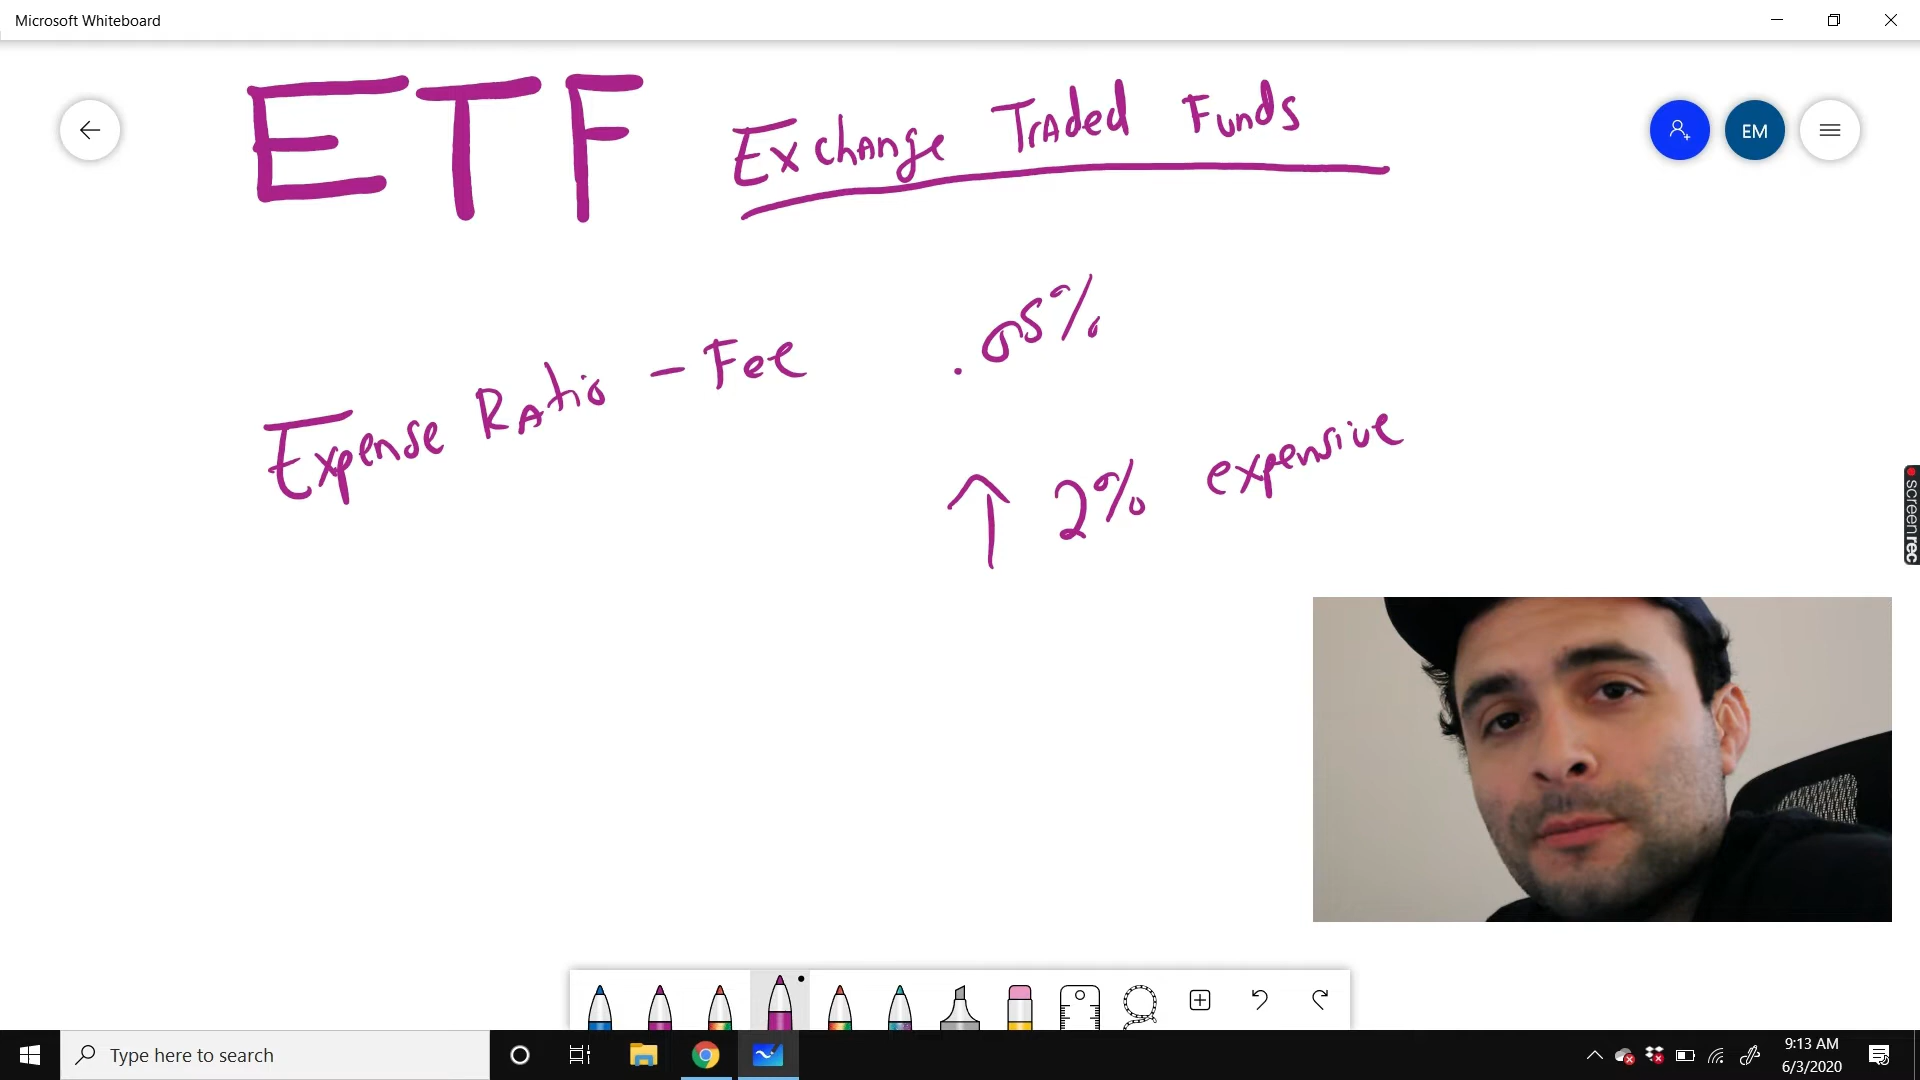 Microsoft Whiteboard
ETF Exchange Traded Funds
EM
Expense Ratio - Fee .05%
↑ 2% expensive
screenrec
Type here to search
9:13 AM
6/3/2020